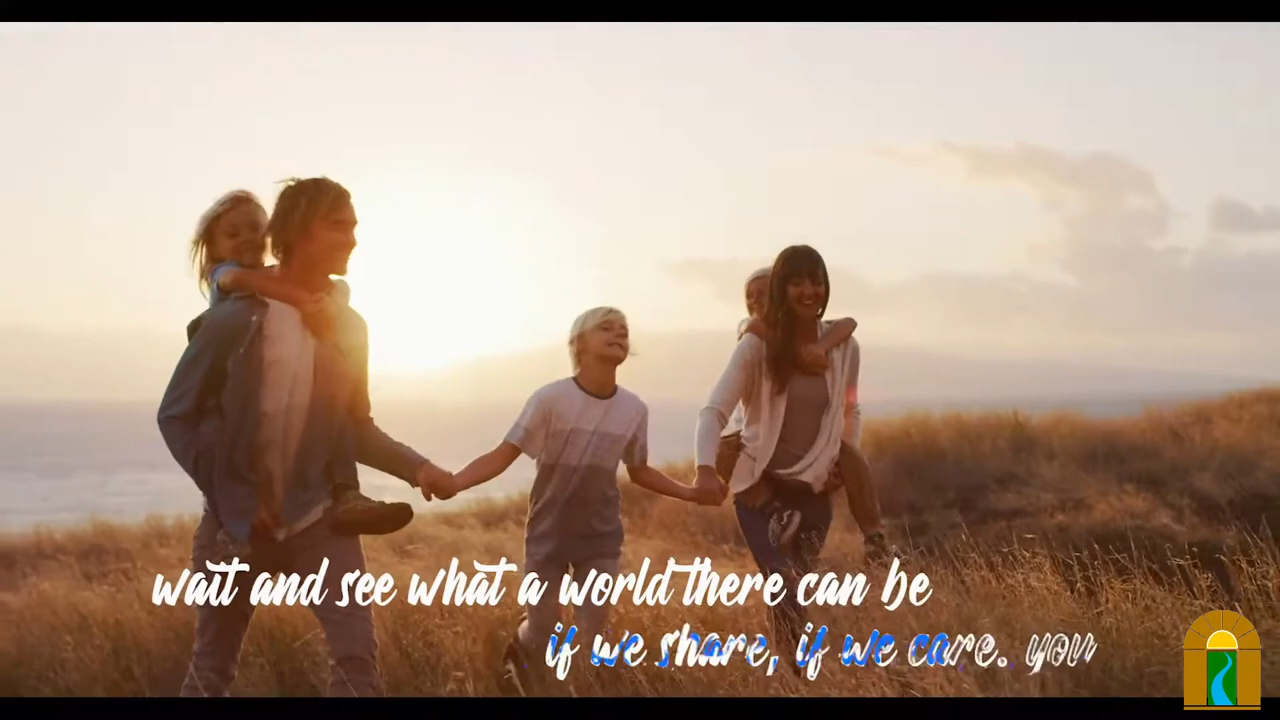 wait and see what a world there can be
if we share, if we care. you